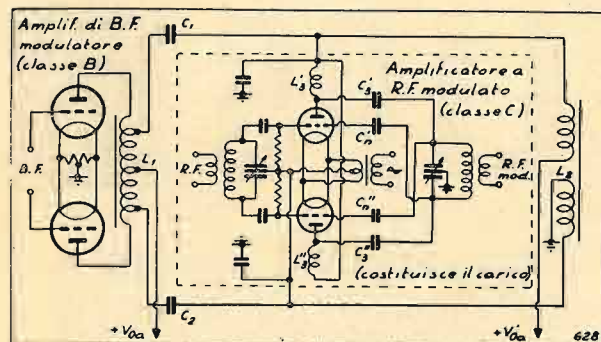 Amplif. di B.F.
modulatore
(classe B)
C₁
B.F.
L₁
Amplificatore a
R.F. modulato
(classe C)
L'₃
C'₃
C'ₙ
R.F.
R.F.
mod.
C''ₙ
C''₃
L''₃
(costituisce il carico)
L₂
C₂
+V₀ₐ
+V'₀ₐ
628